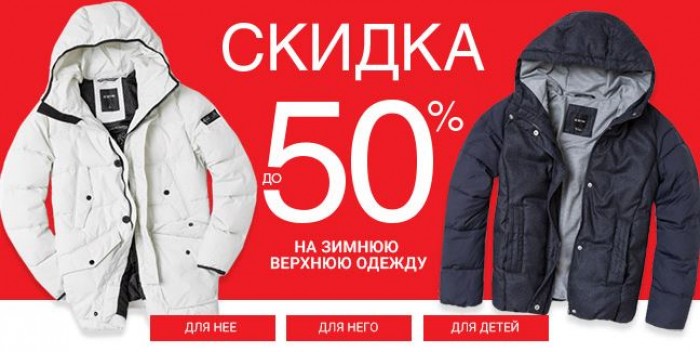 СКИДКА
ДО 50%
НА ЗИМНЮЮ
ВЕРХНЮЮ ОДЕЖДУ
ДЛЯ НЕЕ
ДЛЯ НЕГО
ДЛЯ ДЕТЕЙ